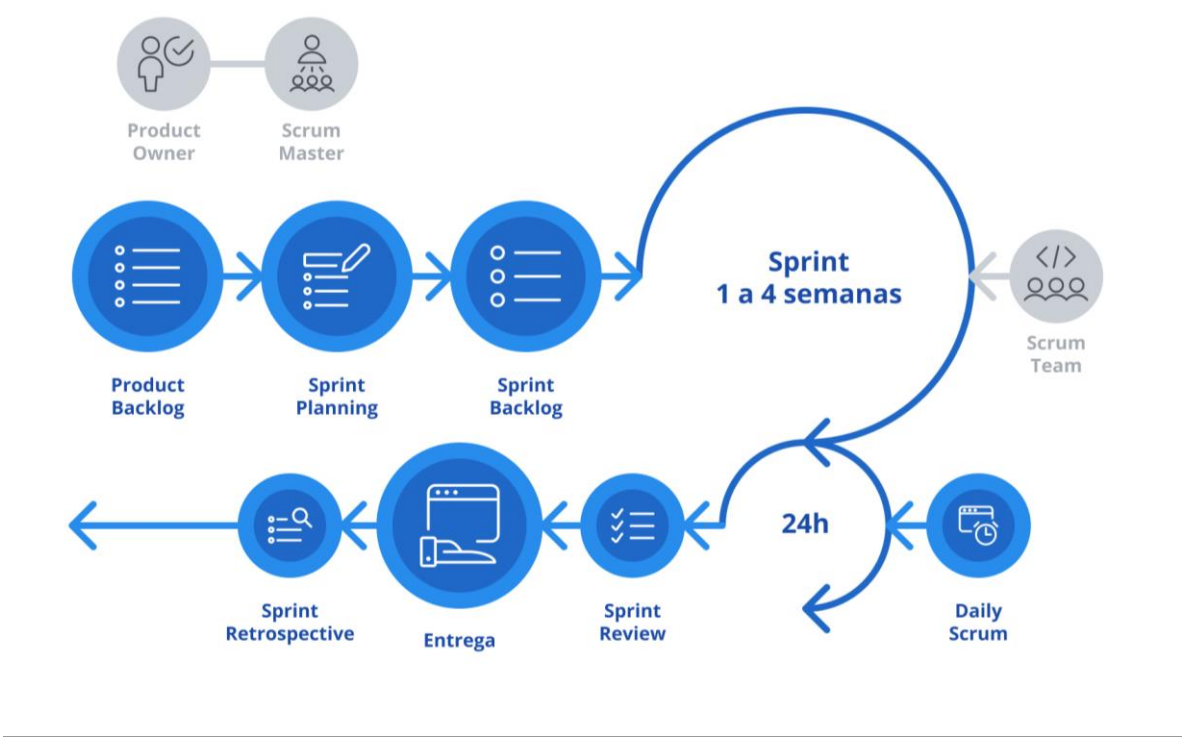 Product
Owner
Scrum
Master
Product
Backlog
Sprint
Planning
Sprint
Backlog
Sprint
1 a 4 semanas
</>
Scrum
Team
Sprint
Retrospective
Entrega
Sprint
Review
24h
Daily
Scrum